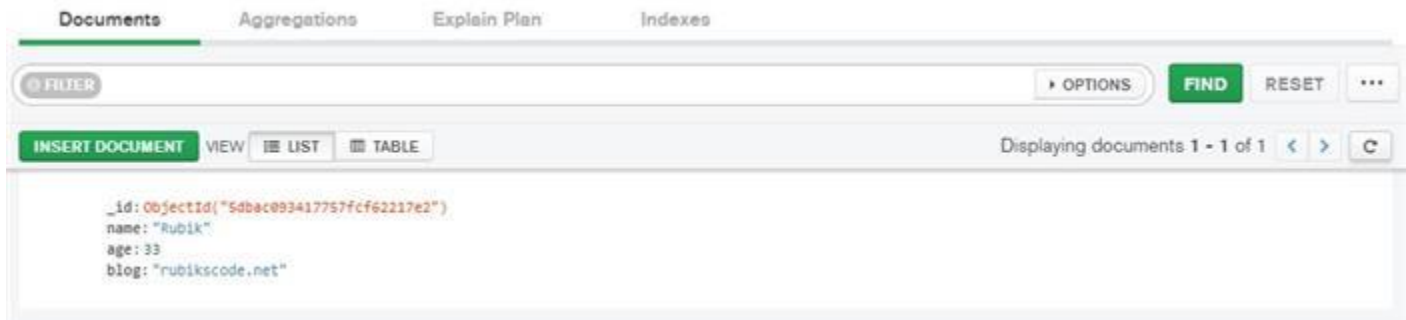 Documents Aggregations Explain Plan Indexes
FILTER OPTIONS FIND RESET ...
INSERT DOCUMENT VIEW LIST TABLE Displaying documents 1 - 1 of 1 < >
_id: ObjectId("5dbac093417757fcf62217e2")
name: "Rubik"
age: 33
blog: "rubikscode.net"